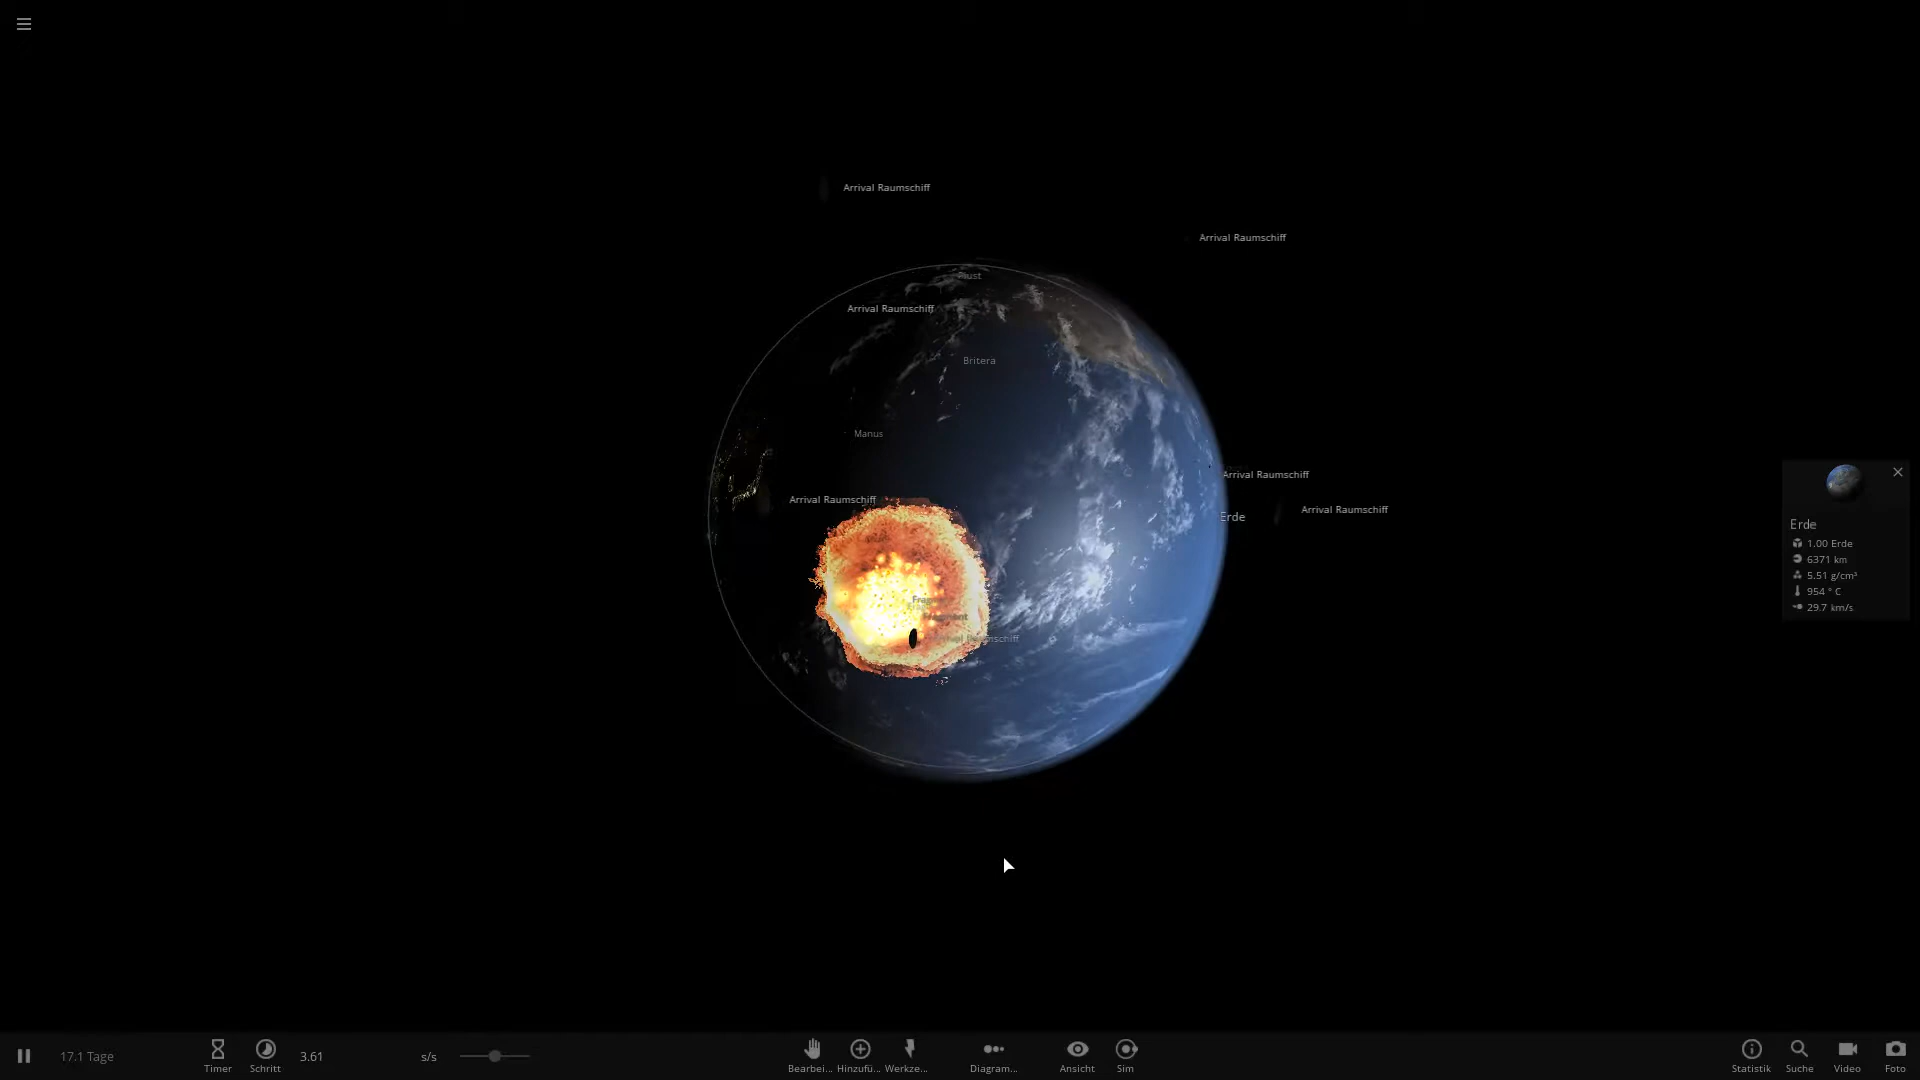 Arrival Raumschiff
Arrival Raumschiff
Arrival Raumschiff
Britera
Manus
Arrival Raumschiff
Arrival Raumschiff
Arrival Raumschiff
Erde
Fragment
Erde
1.00 Erde
6371 km
5.51 g/cm³
954 ° C
29.7 km/s
17.1 Tage
Timer
Schritt
3.61
s/s
Bearbei...
Hinzufü...
Werkze...
Diagram...
Ansicht
Sim
Statistik
Suche
Video
Foto